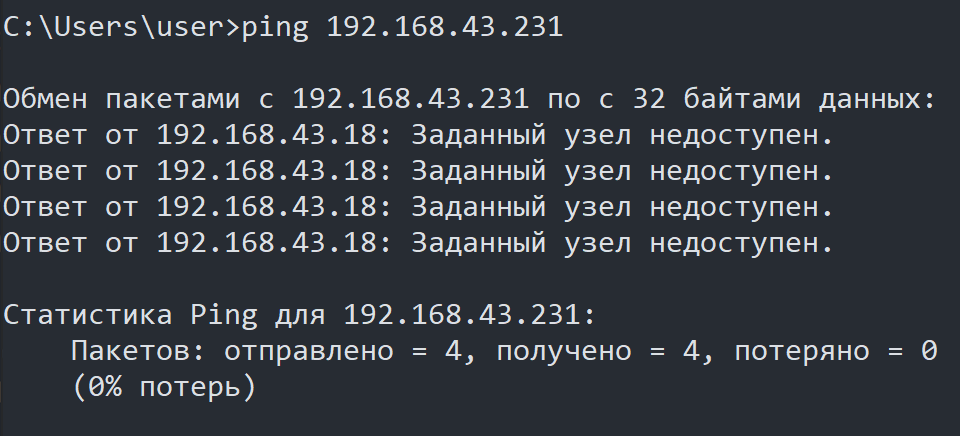 C:\Users\user>ping 192.168.43.231
Обмен пакетами с 192.168.43.231 по с 32 байтами данных:
Ответ от 192.168.43.18: Заданный узел недоступен.
Ответ от 192.168.43.18: Заданный узел недоступен.
Ответ от 192.168.43.18: Заданный узел недоступен.
Ответ от 192.168.43.18: Заданный узел недоступен.
Статистика Ping для 192.168.43.231:
Пакетов: отправлено = 4, получено = 4, потеряно = 0
(0% потерь)